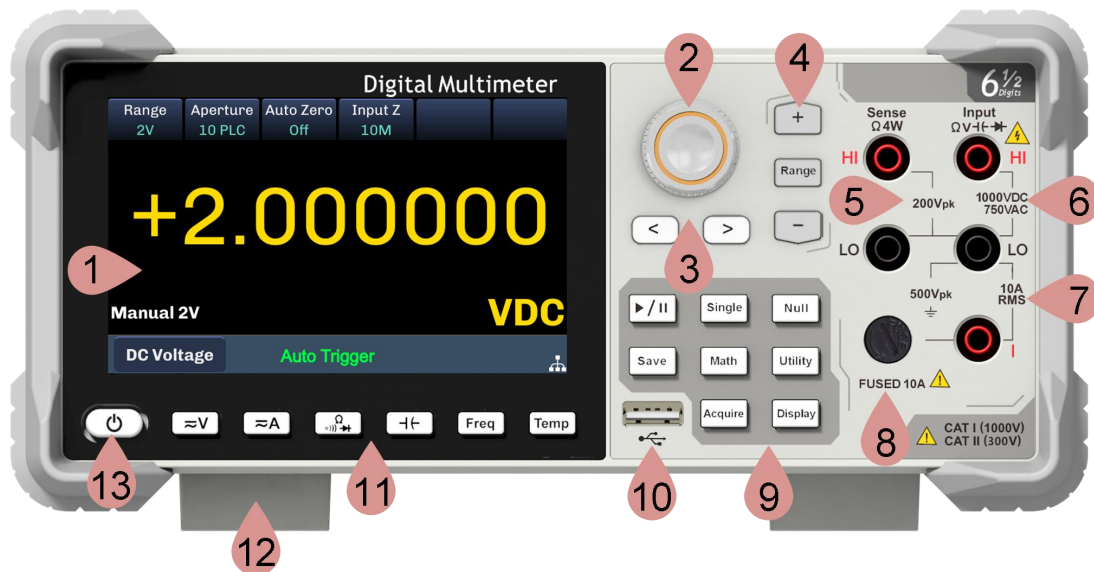 Digital Multimeter
Range Aperture Auto Zero Input Z
2V 10 PLC Off 10M
+2.000000
Manual 2V
VDC
DC Voltage Auto Trigger
≂V ≂A Ω •))) Freq Temp
2
4
+
Range
−
< >
3
▶/II Single Null
Save Math Utility
Acquire Display
6½
Digits
Sense Input
Ω4W ΩV
HI HI
5 200Vpk 1000VDC 6
750VAC
LO LO
500Vpk 10A 7
RMS
I
FUSED 10A
8
CAT I (1000V)
CAT II (300V)
1
13
11
12
10
9